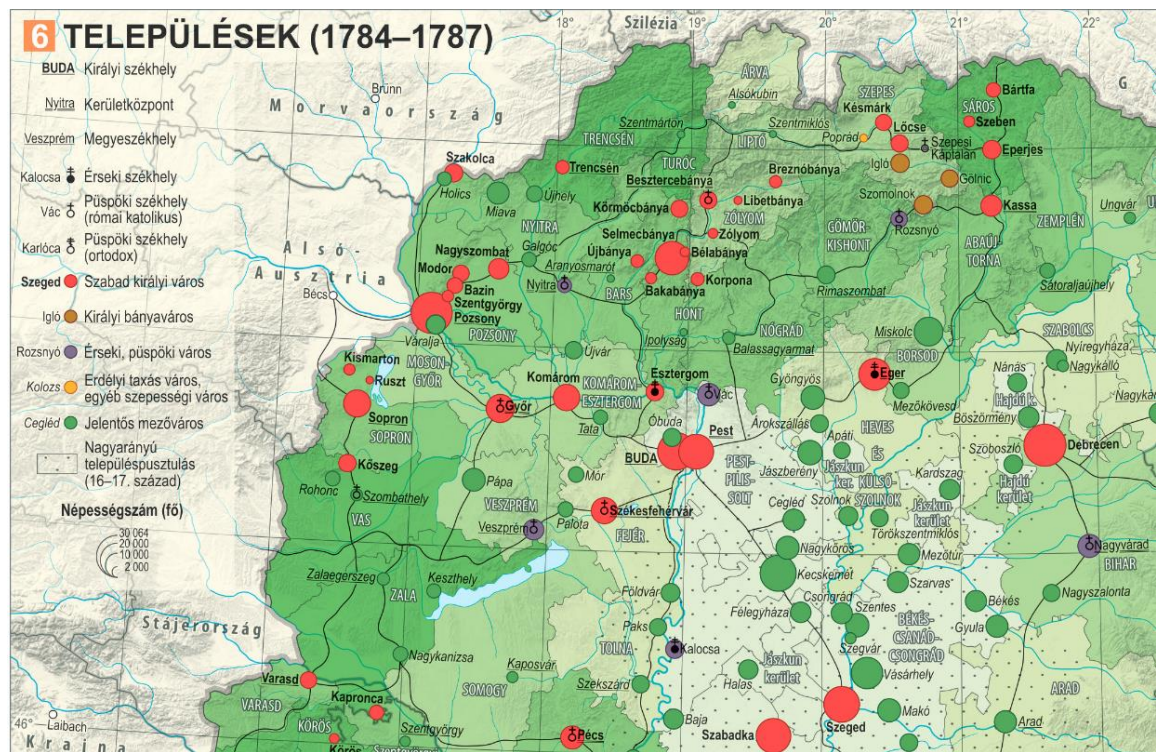 6 TELEPÜLÉSEK (1784–1787)
BUDA Királyi székhely
Nyitra Kerületközpont
Veszprém Megyeszékhely
Kalocsa Érseki székhely
Vác Püspöki székhely
(római katolikus)
Karlóca Püspöki székhely
(ortodox)
Szeged Szabad királyi város
Igló Királyi bányaváros
Rozsnyó Érseki, püspöki város
Kolozs Erdélyi taxás város,
egyéb szepességi város
Cegléd Jelentős mezőváros
Nagyarányú
településpusztulás
(16–17. század)
Népességszám (fő)
30 064
20 000
10 000
2 000
18°
19°
20°
21°
22°
46°
Szilézia
Morvaország
Brünn
Alsó-
Ausztria
Bécs
Stájerország
Laibach
Krajna
G
ÁRVA
Alsókubin
SZEPES
Késmárk
SÁROS
Bártfa
Szeben
Lőcse
Szentmárton
Szentmiklós
Poprád
Szepesi
Káptalan
Eperjes
TRENCSÉN
Trencsén
TURÓC
LIPTÓ
Igló
Gölnic
Szakolca
Holics
Miava
Újhely
Besztercebánya
Breznóbánya
Libetbánya
Szomolnok
Kassa
ZEMPLÉN
Ungvár
Körmöcbánya
ZÓLYOM
Zólyom
Rozsnyó
NYITRA
Galgóc
Selmecbánya
Bélabánya
GÖMÖR-
KISHONT
ABAÚJ-
TORNA
Nagyszombat
Újbánya
Modor
Aranyosmarót
Nyitra
Bazin
Bakabánya
Korpona
BARS
Rimaszombat
Sátoraljaújhely
Szentgyörgy
Pozsony
POZSONY
HONT
NÓGRÁD
Miskolc
SZABOLCS
Váralja
Ipolyság
Balassagyarmat
BORSOD
Nyíregyháza
Nagykálló
MOSON-
GYŐR
Újvár
Kismarton
Ruszt
Komárom
KOMÁROM-
ESZTERGOM
Esztergom
Vác
Gyöngyös
Eger
Mezőkövesd
Nánás
Hajdú k.
Böszörmény
Sopron
SOPRON
Győr
Tata
Óbuda
Pest
Árokszállás
Apáti
HEVES
ÉS
KÜLSŐ-
SZOLNOK
Szoboszló
Debrecen
Kőszeg
BUDA
PEST-
PILIS-
SOLT
Jászberény
Jászkun
ker.
Kardszag
Hajdú
kerület
Rohonc
Szombathely
Pápa
Mór
VESZPRÉM
Veszprém
Palota
Székesfehérvár
FEJÉR
Cegléd
Szolnok
Jászkun
kerület
VAS
Törökszentmiklós
Nagykőrös
Mezőtúr
Nagyvárad
BIHAR
Zalaegerszeg
ZALA
Keszthely
Kecskemét
Szarvas
Földvár
Csongrád
Nagyszalonta
Félegyháza
Szentes
Békés
BÉKÉS-
CSANÁD-
CSONGRÁD
Gyula
Paks
TOLNA
Kalocsa
Szegvár
Nagykanizsa
Kaposvár
Jászkun
kerület
Vásárhely
Varasd
SOMOGY
Szekszárd
Halas
ARAD
Kapronca
VARASD
KŐRÖS
Kőrös
Szentgyörgy
Pécs
Baja
Szabadka
Szeged
Makó
Arad